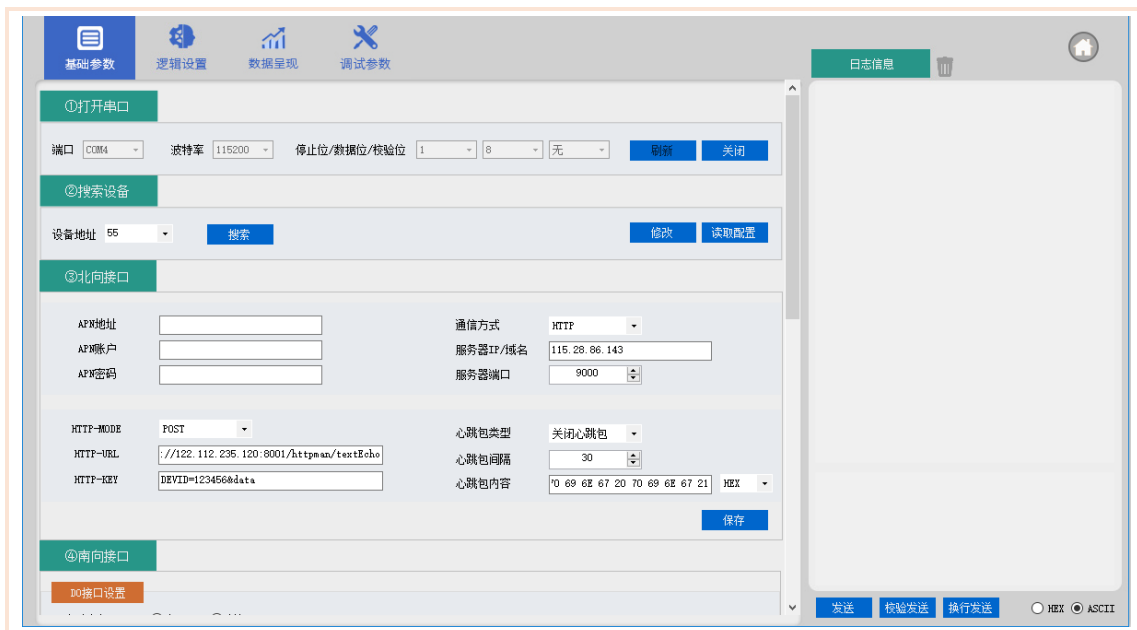 基础参数 逻辑设置 数据呈现 调试参数
日志信息
①打开串口
端口 COM4 波特率 115200 停止位/数据位/校验位 1 8 无 刷新 关闭
②搜索设备
设备地址 55 搜索 修改 读取配置
③北向接口
APN地址 通信方式 HTTP
APN账户 服务器IP/域名 115.28.86.143
APN密码 服务器端口 9000
HTTP-MODE POST 心跳包类型 关闭心跳包
HTTP-URL ://122.112.235.120:8001/httpman/textEcho 心跳包间隔 30
HTTP-KEY DEVID=123456&data 心跳包内容 70 69 6E 67 20 70 69 6E 67 21 HEX
保存
④南向接口
DO接口设置
发送 校验发送 换行发送 HEX ASCII